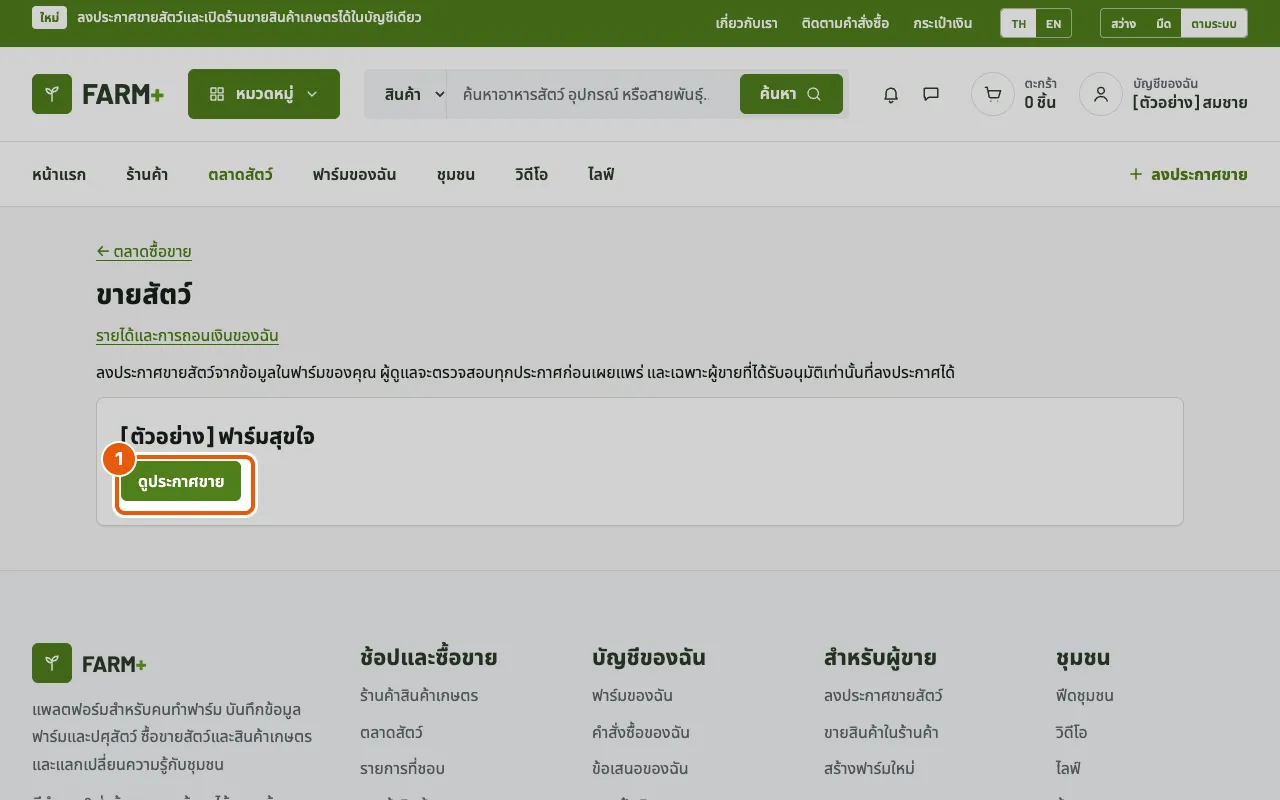 ใหม่ ลงประกาศขายสัตว์และเปิดร้านขายสินค้าเกษตรได้ในบัญชีเดียว
เกี่ยวกับเรา ติดตามคำสั่งซื้อ กระเป๋าเงิน TH EN สว่าง มืด ตามระบบ
FARM+ หมวดหมู่ สินค้า ค้นหาอาหารสัตว์ อุปกรณ์ หรือสายพันธุ์.. ค้นหา
ตะกร้า
0 ชิ้น
บัญชีของฉัน
[ตัวอย่าง] สมชาย
หน้าแรก ร้านค้า ตลาดสัตว์ ฟาร์มของฉัน ชุมชน วิดีโอ ไลฟ์ + ลงประกาศขาย
← ตลาดซื้อขาย
ขายสัตว์
รายได้และการถอนเงินของฉัน
ลงประกาศขายสัตว์จากข้อมูลในฟาร์มของคุณ ผู้ดูแลจะตรวจสอบทุกประกาศก่อนเผยแพร่ และเฉพาะผู้ขายที่ได้รับอนุมัติเท่านั้นที่ลงประกาศได้
[ตัวอย่าง] ฟาร์มสุขใจ
1
ดูประกาศขาย
FARM+
แพลตฟอร์มสำหรับคนทำฟาร์ม บันทึกข้อมูล
ฟาร์มและปศุสัตว์ ซื้อขายสัตว์และสินค้าเกษตร
และแลกเปลี่ยนความรู้กับชุมชน
ช้อปและซื้อขาย
ร้านค้าสินค้าเกษตร
ตลาดสัตว์
รายการที่ชอบ
บัญชีของฉัน
ฟาร์มของฉัน
คำสั่งซื้อของฉัน
ข้อเสนอของฉัน
สำหรับผู้ขาย
ลงประกาศขายสัตว์
ขายสินค้าในร้านค้า
สร้างฟาร์มใหม่
ชุมชน
ฟีดชุมชน
วิดีโอ
ไลฟ์